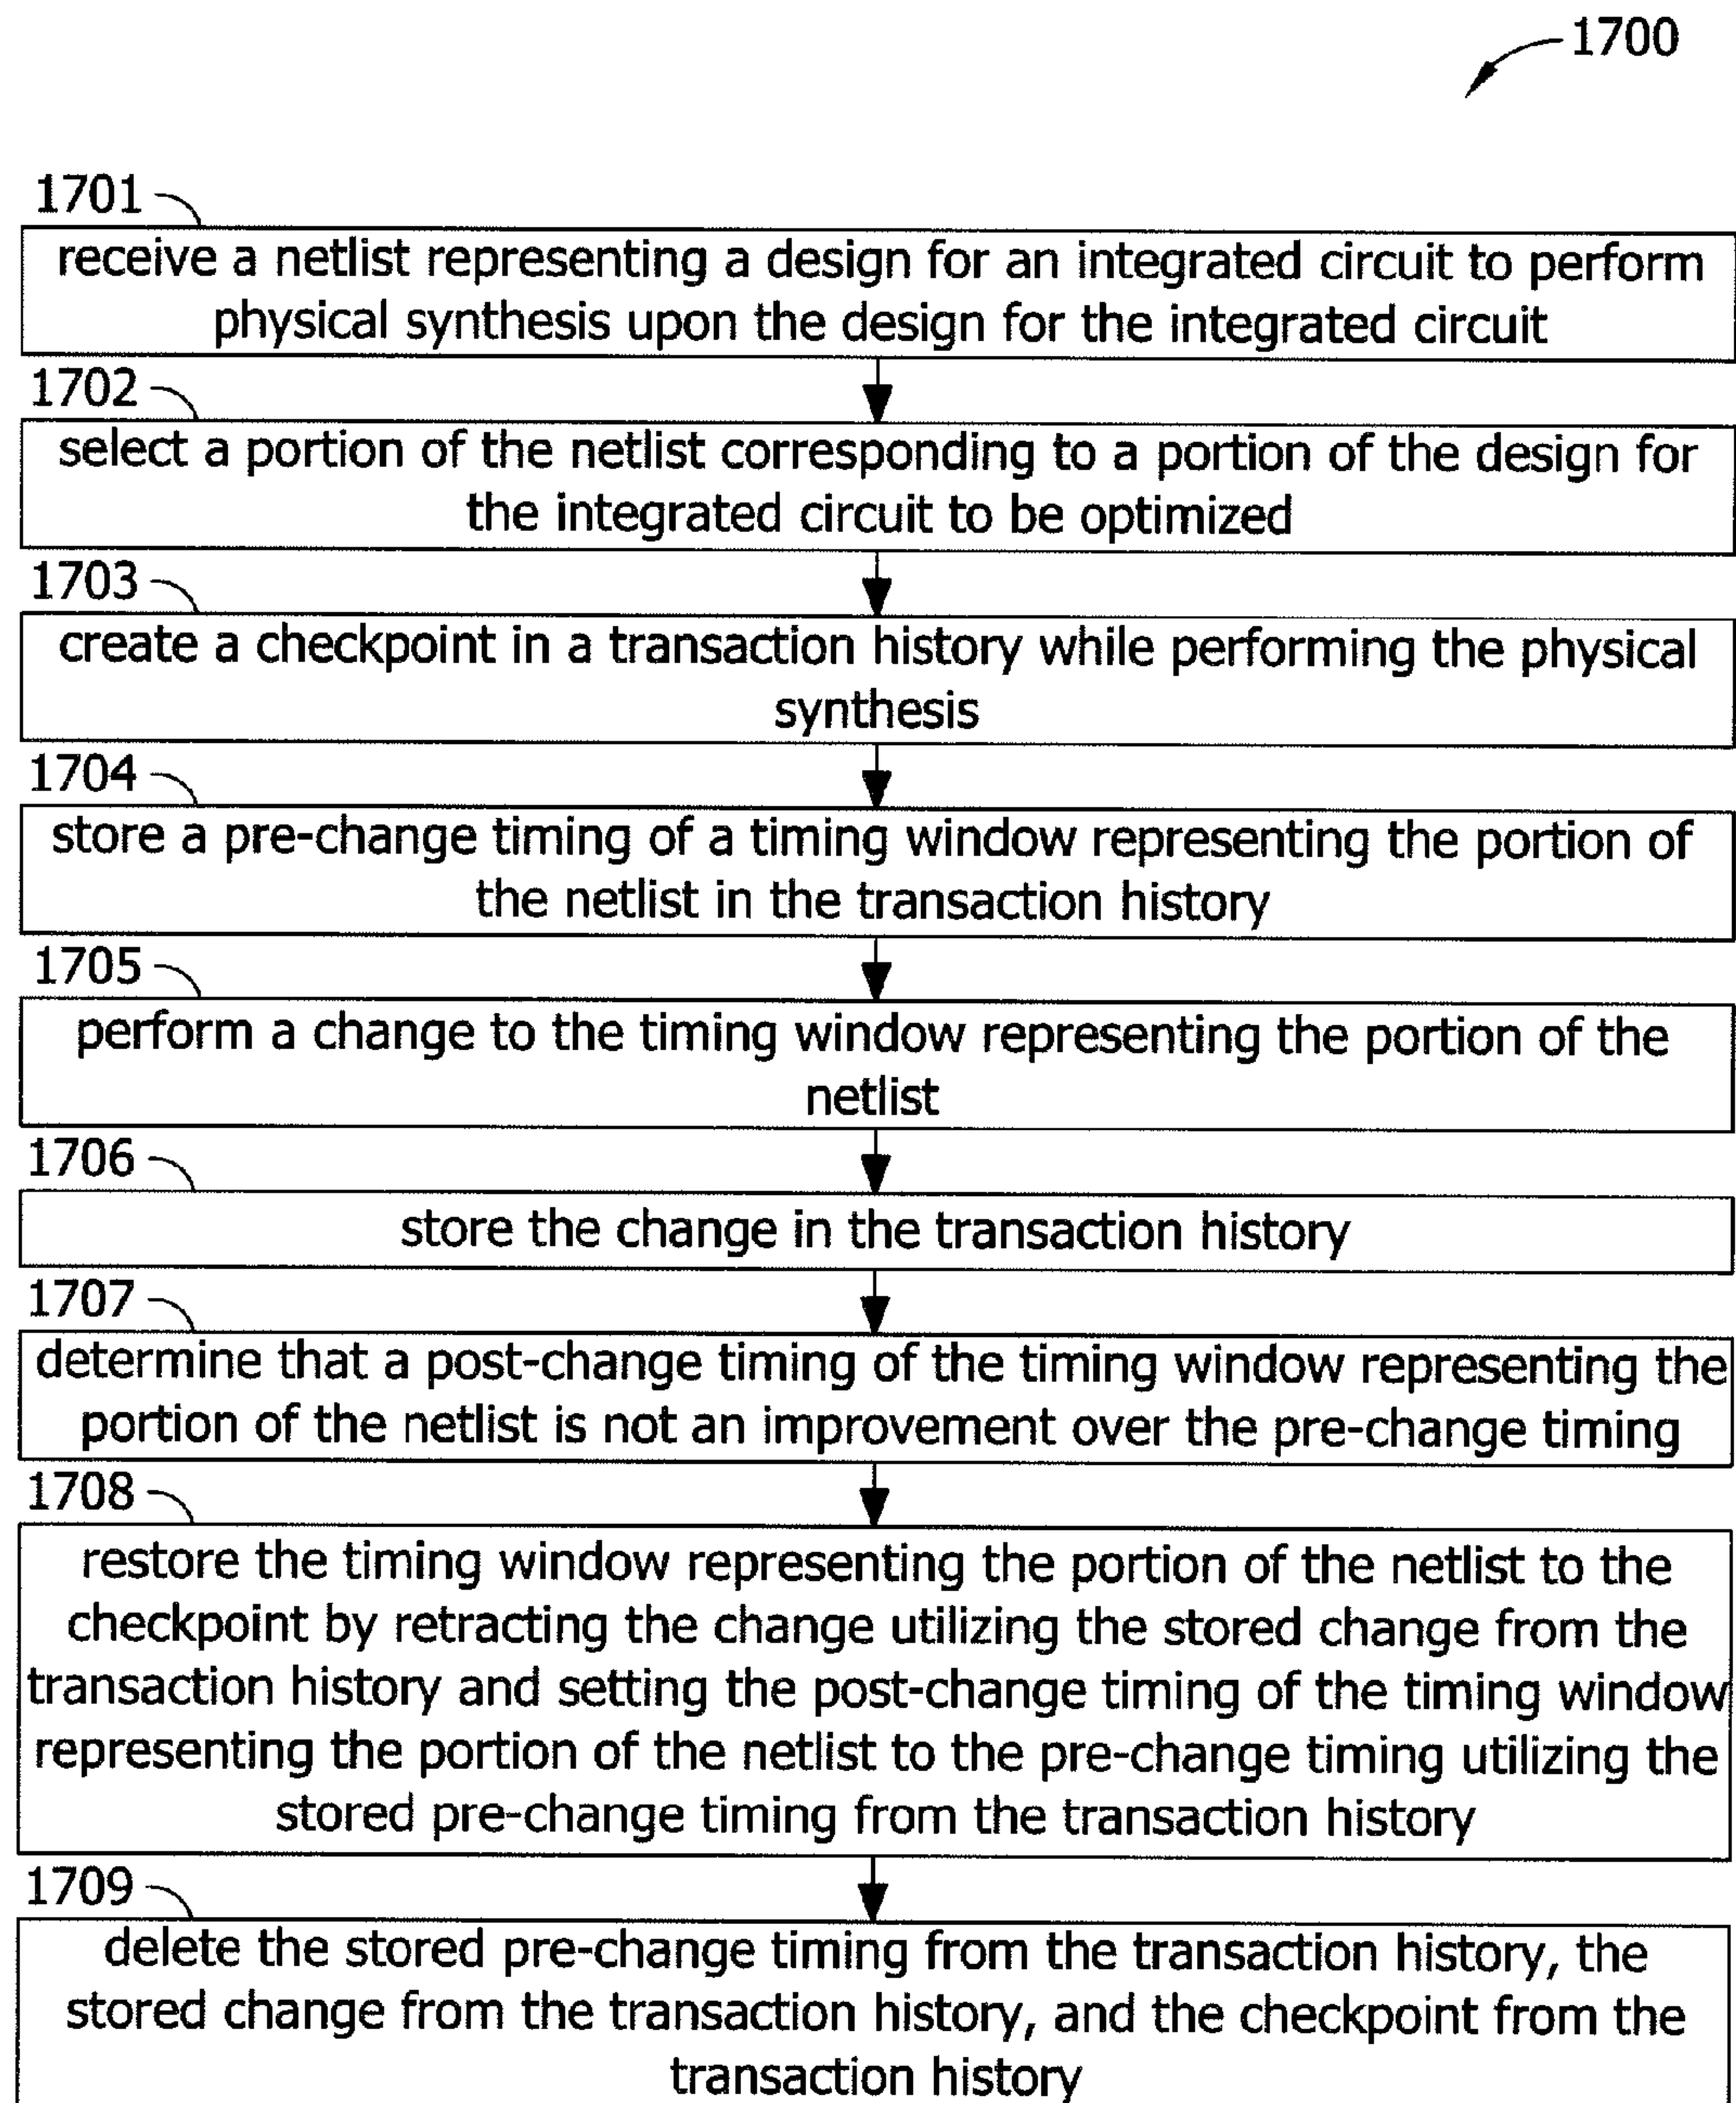 1700
1701
receive a netlist representing a design for an integrated circuit to perform
physical synthesis upon the design for the integrated circuit
1702
select a portion of the netlist corresponding to a portion of the design for
the integrated circuit to be optimized
1703
create a checkpoint in a transaction history while performing the physical
synthesis
1704
store a pre-change timing of a timing window representing the portion of
the netlist in the transaction history
1705
perform a change to the timing window representing the portion of the
netlist
1706
store the change in the transaction history
1707
determine that a post-change timing of the timing window representing the
portion of the netlist is not an improvement over the pre-change timing
1708
restore the timing window representing the portion of the netlist to the
checkpoint by retracting the change utilizing the stored change from the
transaction history and setting the post-change timing of the timing window
representing the portion of the netlist to the pre-change timing utilizing the
stored pre-change timing from the transaction history
1709
delete the stored pre-change timing from the transaction history, the
stored change from the transaction history, and the checkpoint from the
transaction history